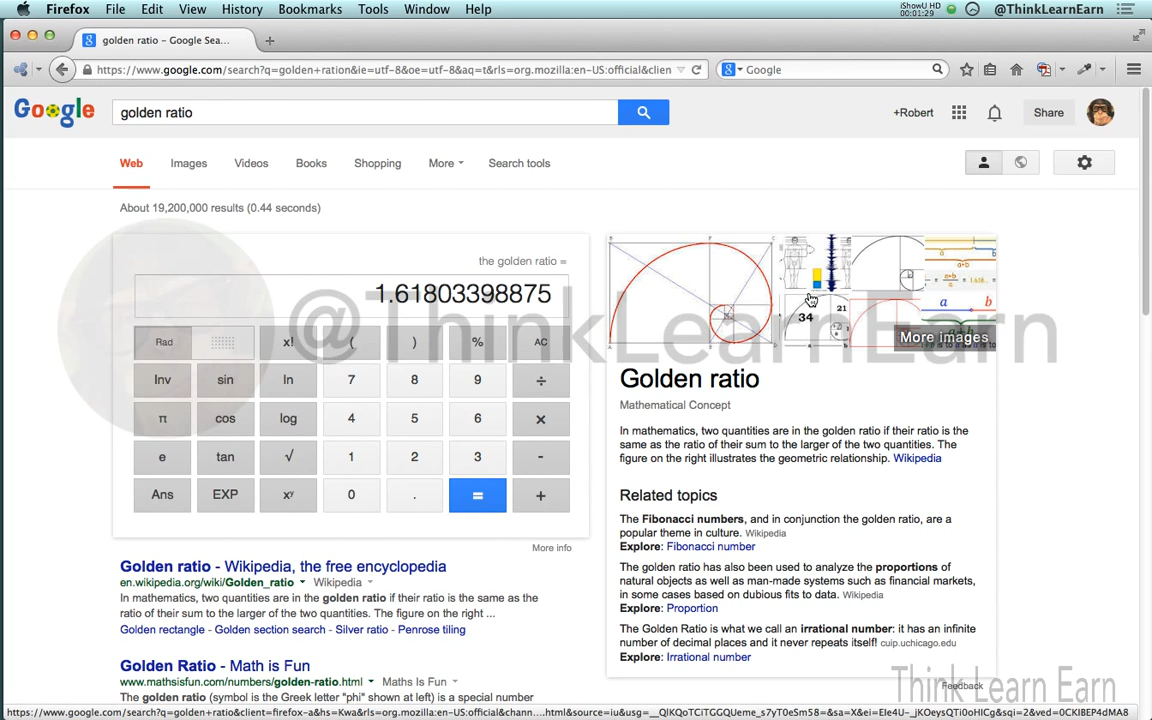 Firefox File Edit View History Bookmarks Tools Window Help
iShowU HD
00:01:29
@ThinkLearnEarn
golden ratio – Google Sea...
https://www.google.com/search?q=golden+ratio&ie=utf-8&oe=utf-8&aq=t&rls=org.mozilla:en-US:official&clien
Google
Google
golden ratio
+Robert
Share
Web Images Videos Books Shopping More Search tools
About 19,200,000 results (0.44 seconds)
the golden ratio =
1.61803398875
@ThinkLearnEarn
Rad x! ( ) % AC
Inv sin ln 7 8 9 ÷
π cos log 4 5 6 ×
e tan √ 1 2 3 -
Ans EXP xʸ 0 . = +
More info
34
21
a
b
a+b
More images
Golden ratio
Mathematical Concept
In mathematics, two quantities are in the golden ratio if their ratio is the
same as the ratio of their sum to the larger of the two quantities. The
figure on the right illustrates the geometric relationship. Wikipedia
Related topics
The Fibonacci numbers, and in conjunction the golden ratio, are a
popular theme in culture. Wikipedia
Explore: Fibonacci number
The golden ratio has also been used to analyze the proportions of
natural objects as well as man-made systems such as financial markets,
in some cases based on dubious fits to data. Wikipedia
Explore: Proportion
The Golden Ratio is what we call an irrational number: it has an infinite
number of decimal places and it never repeats itself! cuip.uchicago.edu
Explore: Irrational number
Feedback
Golden ratio - Wikipedia, the free encyclopedia
en.wikipedia.org/wiki/Golden_ratio Wikipedia
In mathematics, two quantities are in the golden ratio if their ratio is the same as the
ratio of their sum to the larger of the two quantities. The figure on the right ...
Golden rectangle - Golden section search - Silver ratio - Penrose tiling
Golden Ratio - Math is Fun
www.mathsisfun.com/numbers/golden-ratio.html Maths Is Fun
The golden ratio (symbol is the Greek letter "phi" shown at left) is a special number
Think Learn Earn